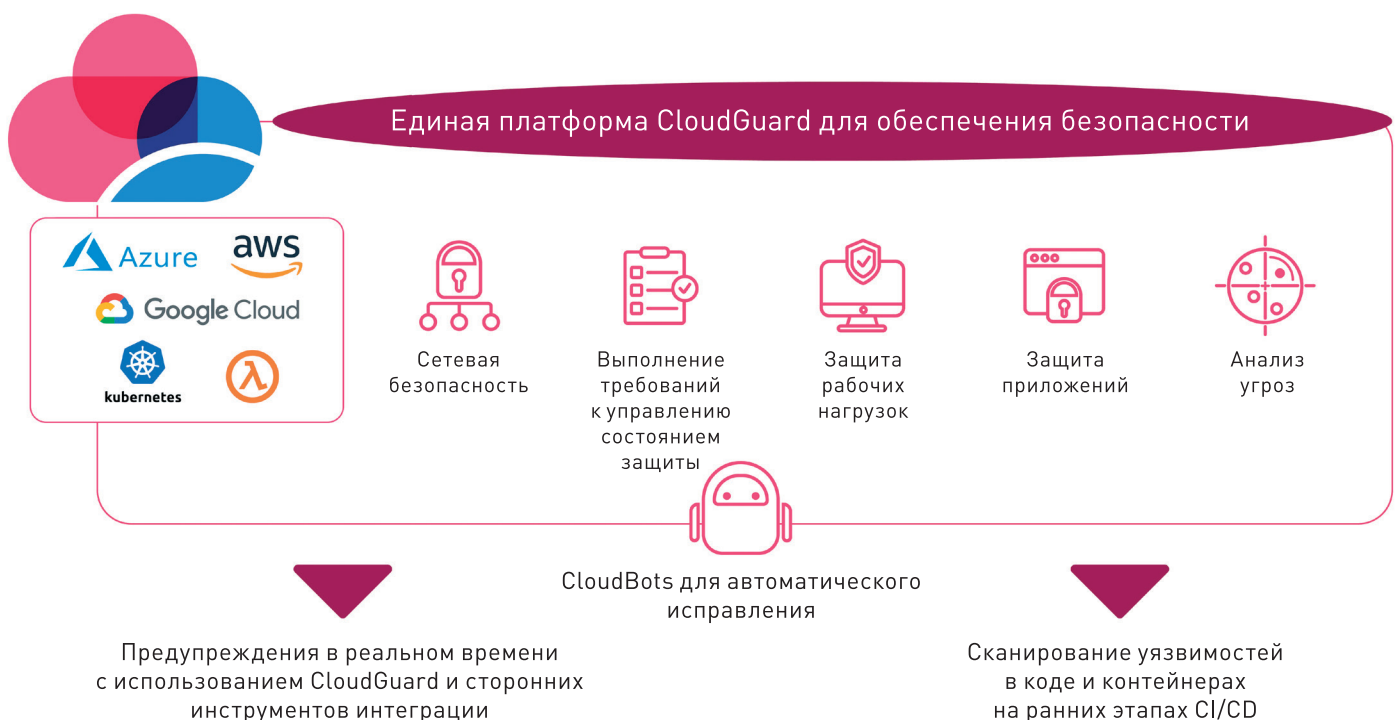 Единая платформа CloudGuard для обеспечения безопасности
Azure
aws
Google Cloud
kubernetes
λ
Сетевая
безопасность
Выполнение
требований
к управлению
состоянием
защиты
Защита
рабочих
нагрузок
Защита
приложений
Анализ
угроз
CloudBots для автоматического
исправления
Предупреждения в реальном времени
с использованием CloudGuard и сторонних
инструментов интеграции
Сканирование уязвимостей
в коде и контейнерах
на ранних этапах CI/CD